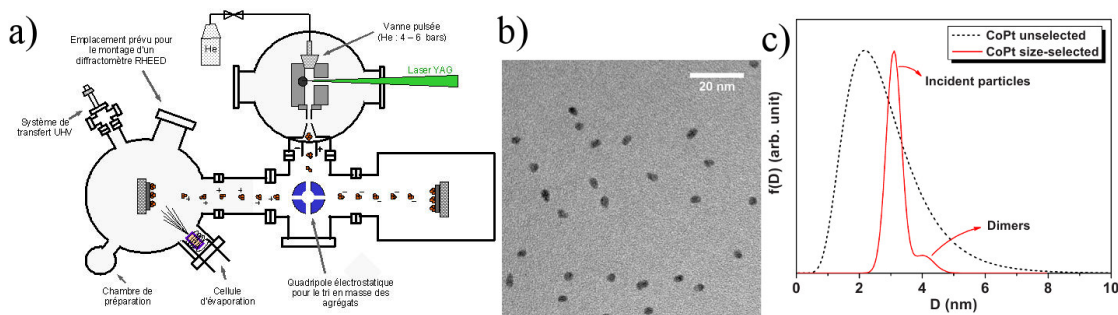 a)
Emplacement prévu pour
le montage d'un
diffractomètre RHEED
He
Vanne pulsée
(He : 4 – 6 bars)
Laser YAG
Système de
transfert UHV
+
-
Chambre de
préparation
Cellule
d'évaporation
Quadripole électrostatique
pour le tri en masse des
agrégats
b)
20 nm
c)
CoPt unselected
CoPt size-selected
Incident particles
Dimers
f(D) (arb. unit)
0 2 4 6 8 10
D (nm)